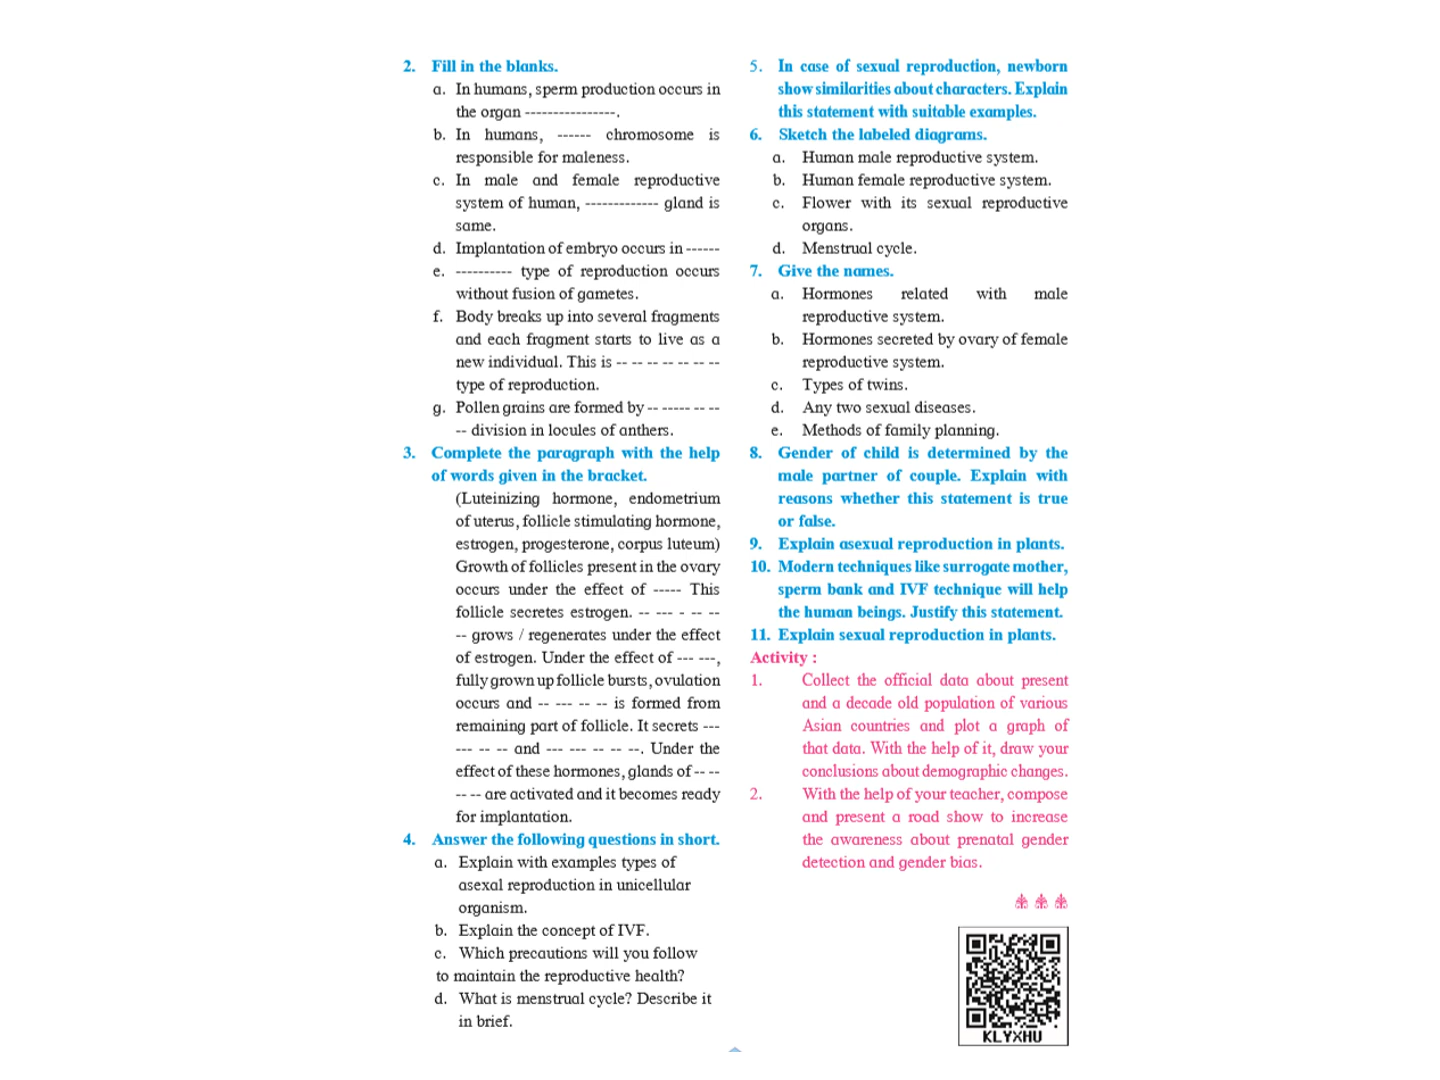 2. Fill in the blanks.
a. In humans, sperm production occurs in
the organ ----------------.
b. In humans, ------ chromosome is
responsible for maleness.
c. In male and female reproductive
system of human, ------------- gland is
same.
d. Implantation of embryo occurs in ------
e. ---------- type of reproduction occurs
without fusion of gametes.
f. Body breaks up into several fragments
and each fragment starts to live as a
new individual. This is -- -- -- -- -- -- --
type of reproduction.
g. Pollen grains are formed by -- ----- -- --
-- division in locules of anthers.
3. Complete the paragraph with the help
of words given in the bracket.
(Luteinizing hormone, endometrium
of uterus, follicle stimulating hormone,
estrogen, progesterone, corpus luteum)
Growth of follicles present in the ovary
occurs under the effect of ----- This
follicle secretes estrogen. -- --- - -- --
-- grows / regenerates under the effect
of estrogen. Under the effect of --- ---,
fully grown up follicle bursts, ovulation
occurs and -- --- -- -- is formed from
remaining part of follicle. It secrets ---
--- -- -- and --- --- -- -- --. Under the
effect of these hormones, glands of -- --
-- -- are activated and it becomes ready
for implantation.
4. Answer the following questions in short.
a. Explain with examples types of
asexal reproduction in unicellular
organism.
b. Explain the concept of IVF.
c. Which precautions will you follow
to maintain the reproductive health?
d. What is menstrual cycle? Describe it
in brief.
5. In case of sexual reproduction, newborn
show similarities about characters. Explain
this statement with suitable examples.
6. Sketch the labeled diagrams.
a. Human male reproductive system.
b. Human female reproductive system.
c. Flower with its sexual reproductive
organs.
d. Menstrual cycle.
7. Give the names.
a. Hormones related with male
reproductive system.
b. Hormones secreted by ovary of female
reproductive system.
c. Types of twins.
d. Any two sexual diseases.
e. Methods of family planning.
8. Gender of child is determined by the
male partner of couple. Explain with
reasons whether this statement is true
or false.
9. Explain asexual reproduction in plants.
10. Modern techniques like surrogate mother,
sperm bank and IVF technique will help
the human beings. Justify this statement.
11. Explain sexual reproduction in plants.
Activity :
1. Collect the official data about present
and a decade old population of various
Asian countries and plot a graph of
that data. With the help of it, draw your
conclusions about demographic changes.
2. With the help of your teacher, compose
and present a road show to increase
the awareness about prenatal gender
detection and gender bias.
KLYXHU